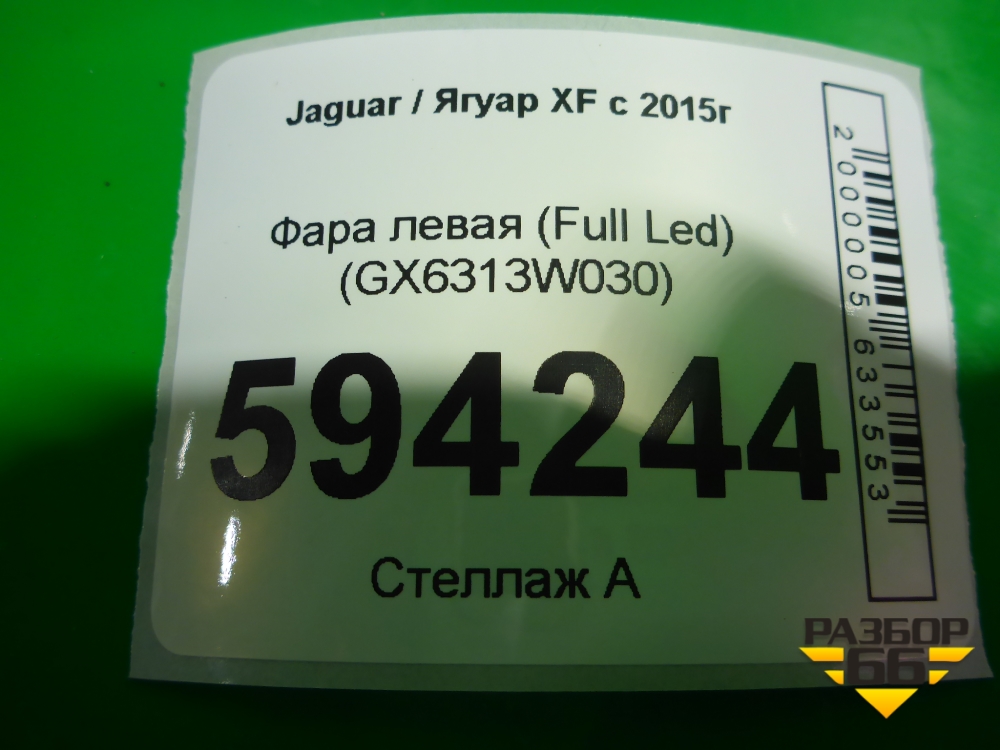 Jaguar / Ягуар XF с 2015г
Фара левая (Full Led)
(GX6313W030)
594244
Стеллаж А
2000005633553
РАЗБОР
66